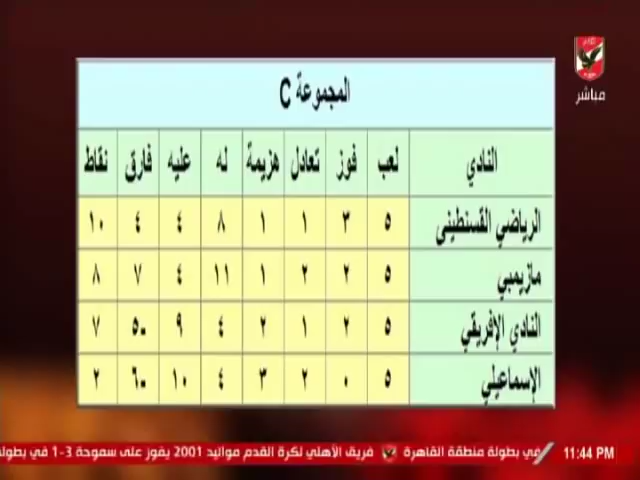 المجموعة C
النادي لعب فوز تعادل هزيمة له عليه فارق نقاط
الرياضي القسنطينى ٥ ٣ ١ ١ ٨ ٤ ٤ ١٠
مازيمبي ٥ ٢ ٢ ١ ١١ ٤ ٧ ٨
النادي الإفريقي ٥ ٢ ١ ٢ ٤ ٩ ٥- ٧
الإسماعيلي ٥ ٠ ٢ ٣ ٤ ١٠ ٦- ٢
مباشر
في بطولة منطقة القاهرة فريق الأهلي لكرة القدم مواليد 2001 يفوز على سموحة 3-1 في بطولة
11:44 PM